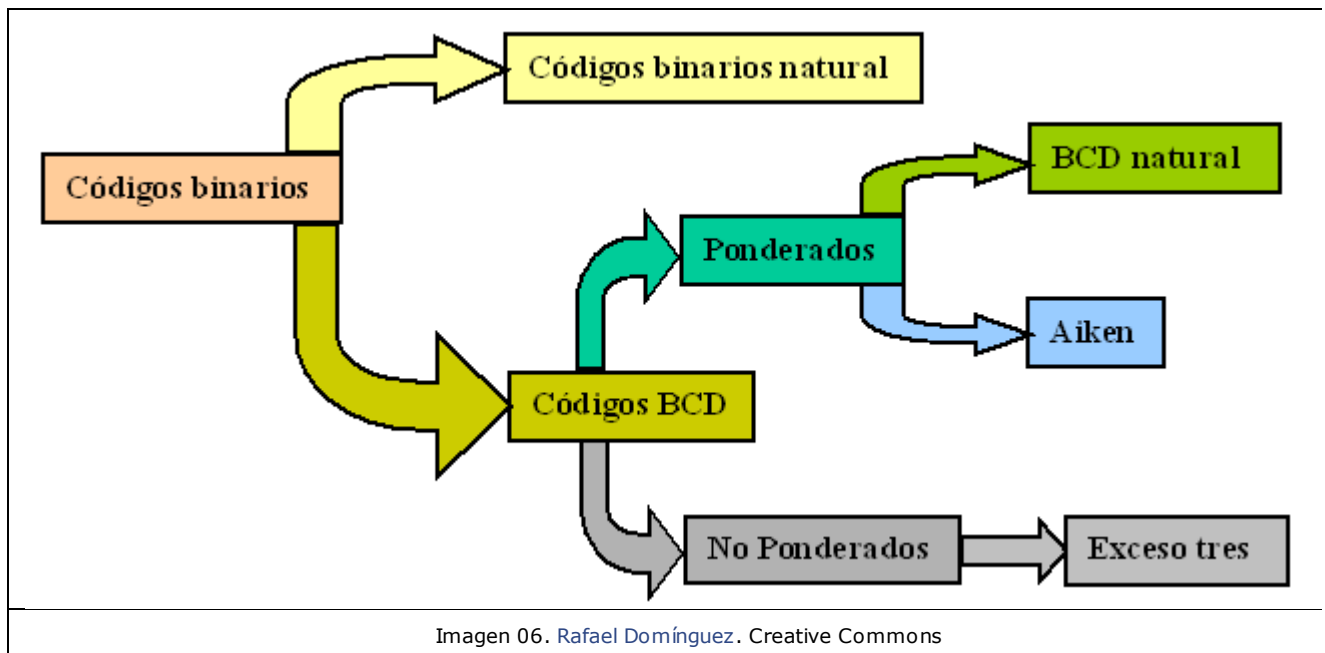 Códigos binarios natural
BCD natural
Códigos binarios
Ponderados
Aiken
Códigos BCD
No Ponderados
Exceso tres
Imagen 06. Rafael Domínguez. Creative Commons